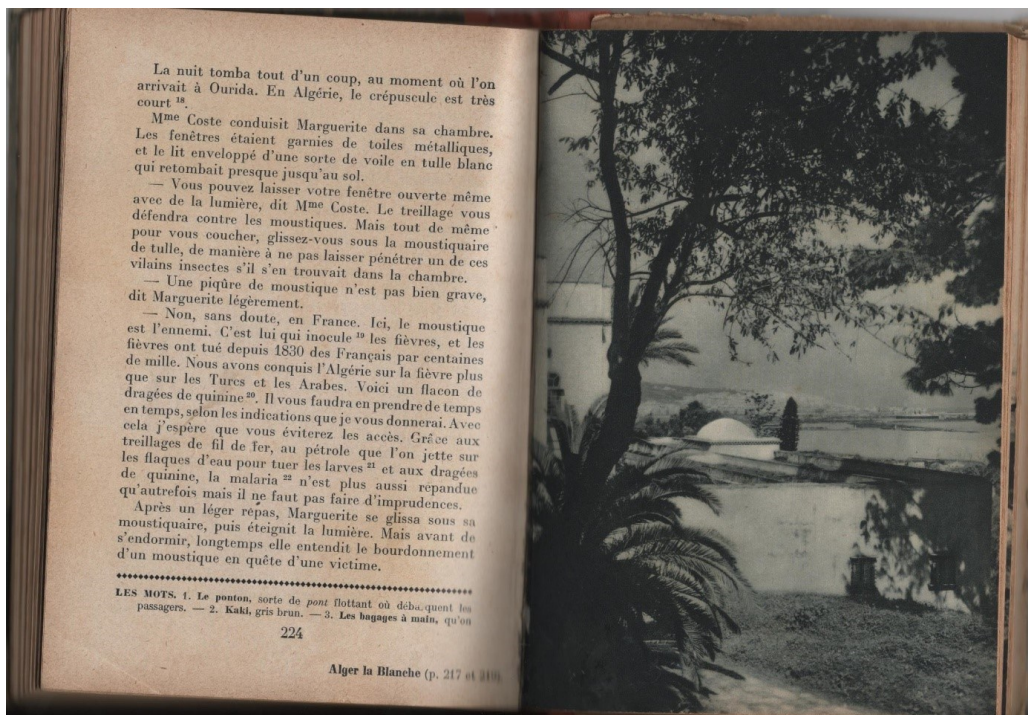 La nuit tomba tout d'un coup, au moment où l'on
arrivait à Ourida. En Algérie, le crépuscule est très
court 18.
Mme Coste conduisit Marguerite dans sa chambre.
Les fenêtres étaient garnies de toiles métalliques,
et le lit enveloppé d'une sorte de voile en tulle blanc
qui retombait presque jusqu'au sol.
— Vous pouvez laisser votre fenêtre ouverte même
avec de la lumière, dit Mme Coste. Le treillage vous
défendra contre les moustiques. Mais tout de même
pour vous coucher, glissez-vous sous la moustiquaire
de tulle, de manière à ne pas laisser pénétrer un de ces
vilains insectes s'il s'en trouvait dans la chambre.
— Une piqûre de moustique n'est pas bien grave,
dit Marguerite légèrement.
— Non, sans doute, en France. Ici, le moustique
est l'ennemi. C'est lui qui inocule 19 les fièvres, et les
fièvres ont tué depuis 1830 des Français par centaines
de mille. Nous avons conquis l'Algérie sur la fièvre plus
que sur les Turcs et les Arabes. Voici un flacon de
dragées de quinine 20. Il vous faudra en prendre de temps
en temps, selon les indications que je vous donnerai. Avec
cela j'espère que vous éviterez les accès. Grâce aux
treillages de fil de fer, au pétrole que l'on jette sur
les flaques d'eau pour tuer les larves 21 et aux dragées
de quinine, la malaria 22 n'est plus aussi répandue
qu'autrefois mais il ne faut pas faire d'imprudences.
Après un léger repas, Marguerite se glissa sous sa
moustiquaire, puis éteignit la lumière. Mais avant de
s'endormir, longtemps elle entendit le bourdonnement
d'un moustique en quête d'une victime.
LES MOTS. 1. Le ponton, sorte de pont flottant où débarquent les
passagers. — 2. Kaki, gris brun. — 3. Les bagages à main, qu'on
224
Alger la Blanche (p. 217 et